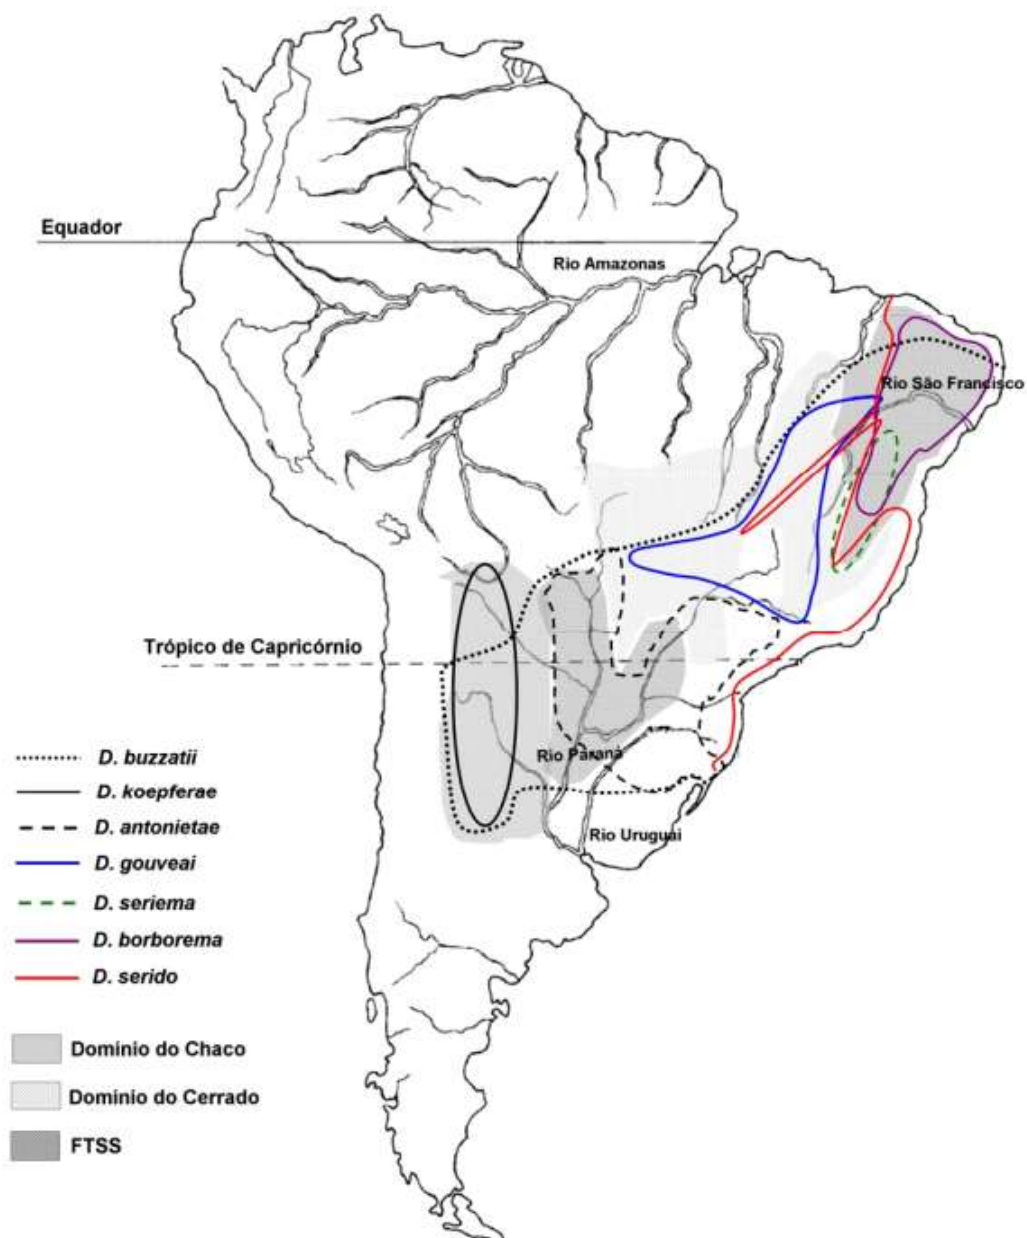 Equador
Rio Amazonas
Rio São Francisco
Trópico de Capricórnio
Rio Paraná
Rio Uruguai
D. buzzatii
D. koepferae
D. antonietae
D. gouveai
D. seriema
D. borborema
D. serido
Domínio do Chaco
Domínio do Cerrado
FTSS